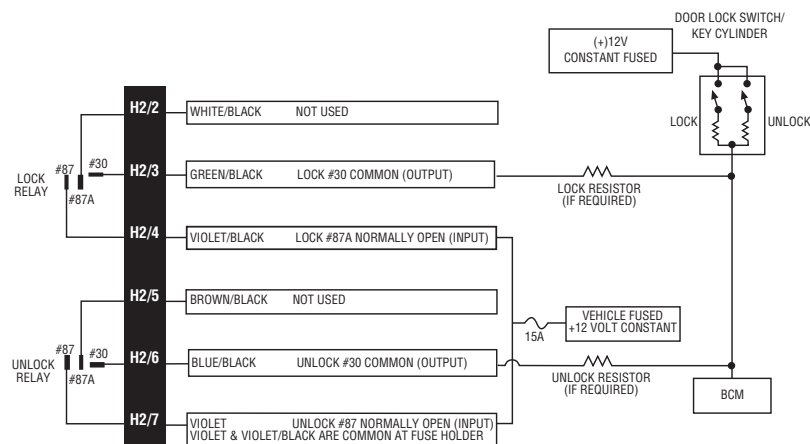 DOOR LOCK SWITCH/
KEY CYLINDER
(+)12V
CONSTANT FUSED
LOCK
UNLOCK
H2/2
WHITE/BLACK NOT USED
#87
#30
#87A
LOCK
RELAY
H2/3
GREEN/BLACK LOCK #30 COMMON (OUTPUT)
LOCK RESISTOR
(IF REQUIRED)
H2/4
VIOLET/BLACK LOCK #87A NORMALLY OPEN (INPUT)
H2/5
BROWN/BLACK NOT USED
15A
VEHICLE FUSED
+12 VOLT CONSTANT
#87
#30
#87A
UNLOCK
RELAY
H2/6
BLUE/BLACK UNLOCK #30 COMMON (OUTPUT)
UNLOCK RESISTOR
(IF REQUIRED)
BCM
H2/7
VIOLET UNLOCK #87 NORMALLY OPEN (INPUT)
VIOLET & VIOLET/BLACK ARE COMMON AT FUSE HOLDER